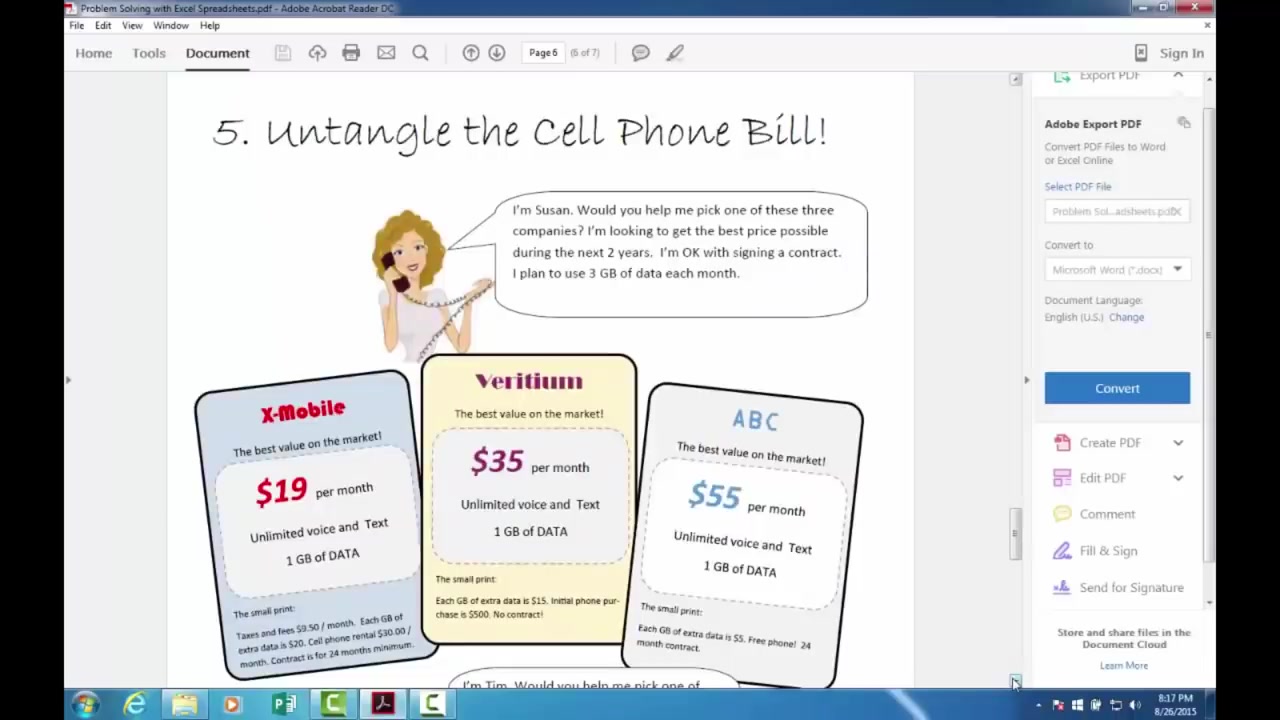 Problem Solving with Excel Spreadsheets.pdf - Adobe Acrobat Reader DC
File Edit View Window Help
Home Tools Document Page 6 (6 of 7) Sign In
Export PDF
Adobe Export PDF
Convert PDF Files to Word
or Excel Online
Select PDF File
Problem Sol...adsheets.pdf
Convert to
Microsoft Word (*.docx)
Document Language:
English (U.S.) Change
Convert
Create PDF
Edit PDF
Comment
Fill & Sign
Send for Signature
Store and share files in the
Document Cloud
Learn More
5. Untangle the Cell Phone Bill!
I'm Susan. Would you help me pick one of these three
companies? I'm looking to get the best price possible
during the next 2 years. I'm OK with signing a contract.
I plan to use 3 GB of data each month.
X-Mobile
The best value on the market!
$19 per month
Unlimited voice and Text
1 GB of DATA
The small print:
Taxes and fees $9.50 / month. Each GB of
extra data is $20. Cell phone rental $30.00 /
month. Contract is for 24 months minimum.
Veritium
The best value on the market!
$35 per month
Unlimited voice and Text
1 GB of DATA
The small print:
Each GB of extra data is $15. Initial phone pur-
chase is $500. No contract!
ABC
The best value on the market!
$55 per month
Unlimited voice and Text
1 GB of DATA
The small print:
Each GB of extra data is $5. Free phone! 24
month contract.
I'm Tim. Would you help me pick one of
8:17 PM
8/26/2015